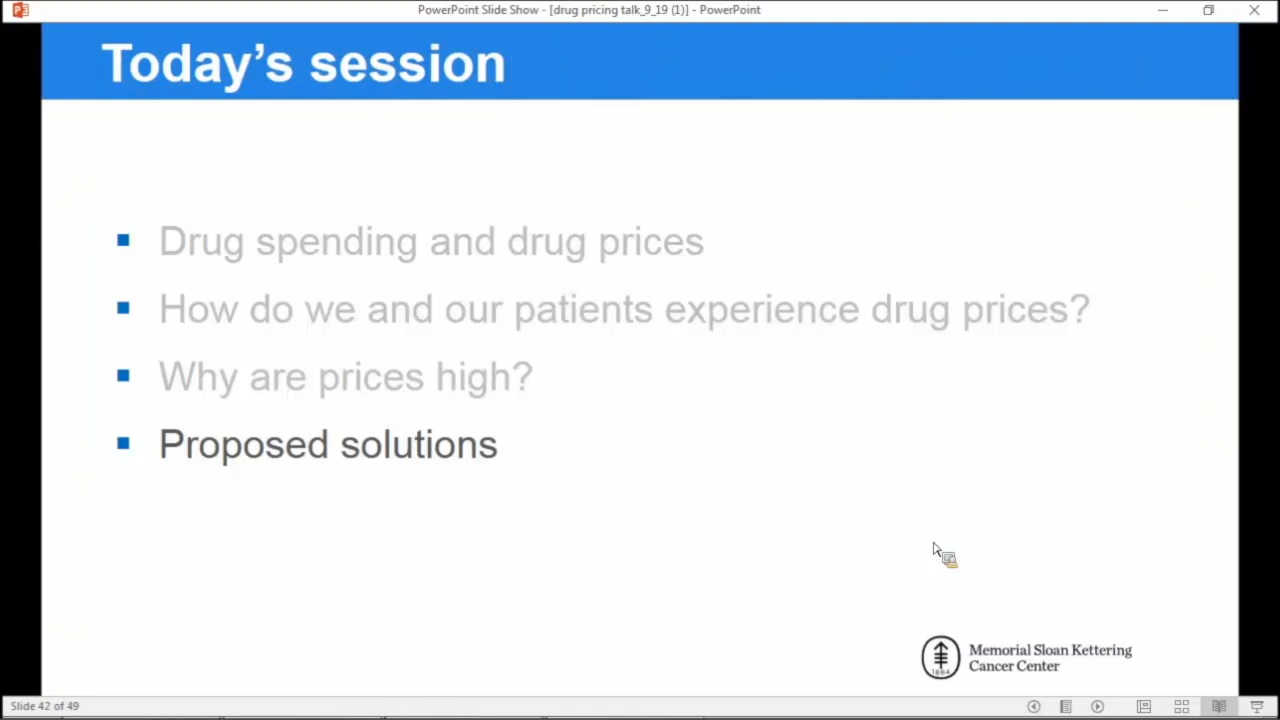 PowerPoint Slide Show - [drug pricing talk_9_19 (1)] - PowerPoint
Today’s session
Drug spending and drug prices
How do we and our patients experience drug prices?
Why are prices high?
Proposed solutions
1884
Memorial Sloan Kettering
Cancer Center
Slide 42 of 49